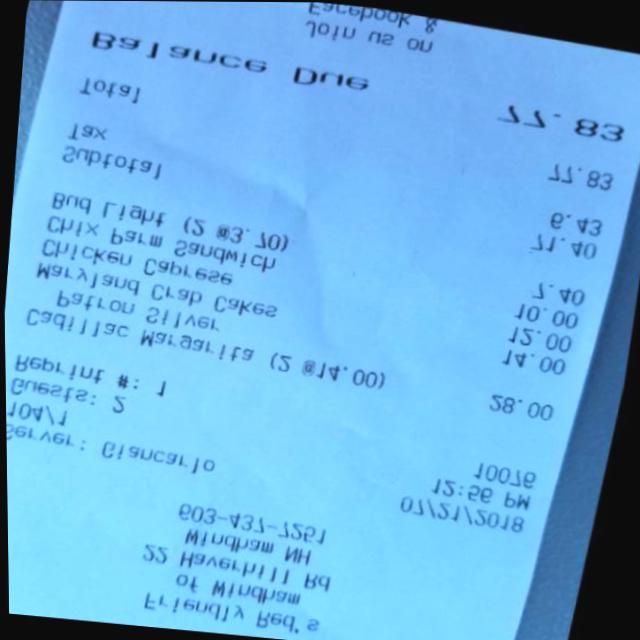 Friendly Red's
of Windham
22 Haverhill Rd
Windham NH
603-437-7251
Server: Giancarlo 07/21/2018
104/1 12:56 PM
Guests: 2 10076
Reprint #: 1
Cadillac Margarita (2 @14.00) 28.00
Patron Silver
Maryland Crab Cakes 14.00
Chicken Caprese 12.00
Chix Parm Sandwich 10.00
Bud Light (2 @3.70) 7.40
Subtotal 71.40
Tax 6.43
Total 77.83
Balance Due 77.83
Join us on
Facebook &